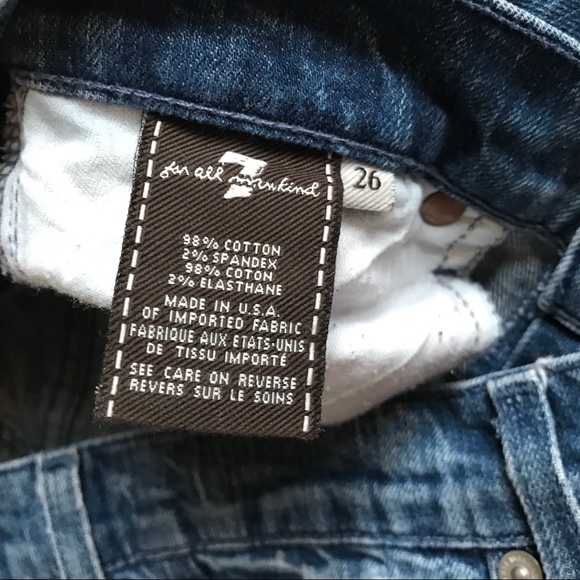 7
for all mankind
26
98% COTTON
2% SPANDEX
98% COTON
2% ELASTHANE
MADE IN U.S.A.
OF IMPORTED FABRIC
FABRIQUE AUX ETATS-UNIS
DE TISSU IMPORTÉ
SEE CARE ON REVERSE
REVERS SUR LE SOINS